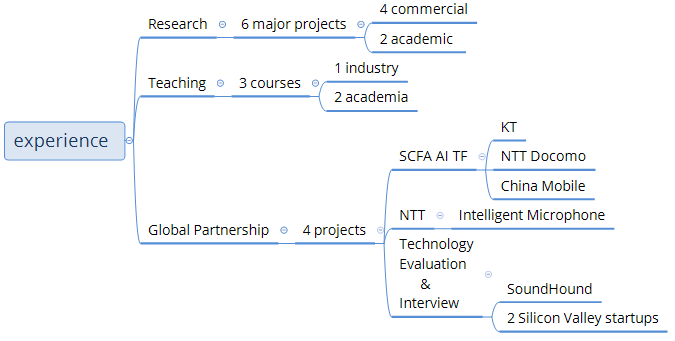 experience
Research
6 major projects
4 commercial
2 academic
Teaching
3 courses
1 industry
2 academia
Global Partnership
4 projects
SCFA AI TF
KT
NTT Docomo
China Mobile
NTT
Intelligent Microphone
Technology
Evaluation
&
Interview
SoundHound
2 Silicon Valley startups